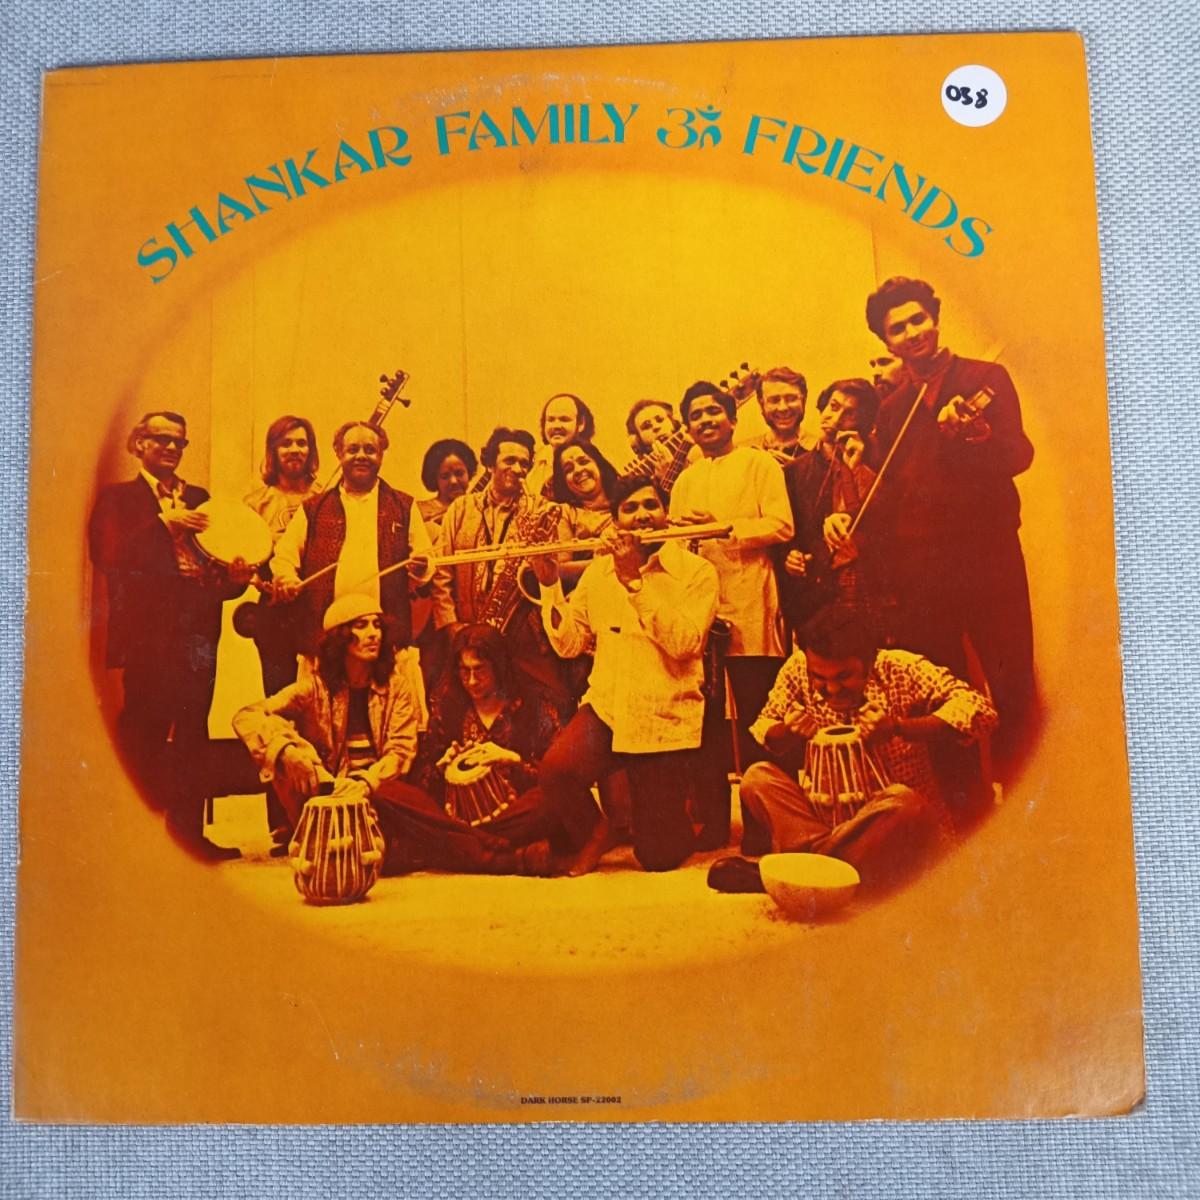 038
SHANKAR FAMILY ॐ FRIENDS
DARK HORSE SP-22002